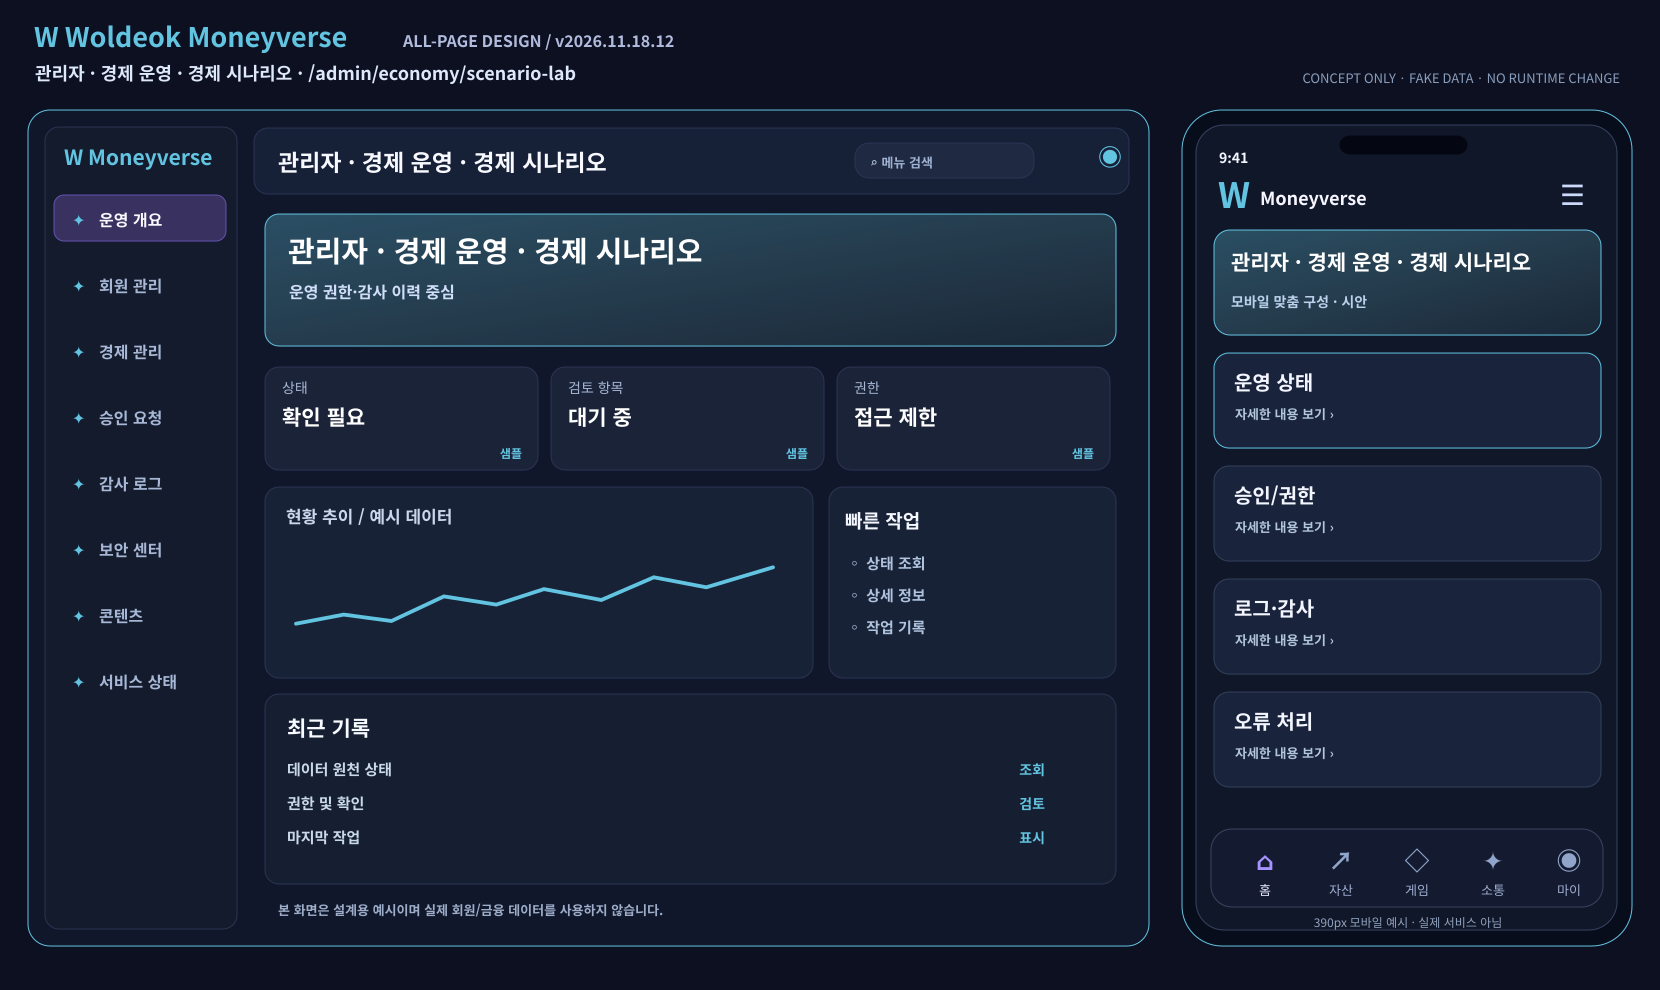 W Woldeok Moneyverse
ALL-PAGE DESIGN / v2026.11.18.12
관리자 · 경제 운영 · 경제 시나리오 · /admin/economy/scenario-lab
CONCEPT ONLY · FAKE DATA · NO RUNTIME CHANGE
W Moneyverse
운영 개요
회원 관리
경제 관리
승인 요청
감사 로그
보안 센터
콘텐츠
서비스 상태
관리자 · 경제 운영 · 경제 시나리오
메뉴 검색
관리자 · 경제 운영 · 경제 시나리오
운영 권한·감사 이력 중심
상태
확인 필요
샘플
검토 항목
대기 중
샘플
권한
접근 제한
샘플
현황 추이 / 예시 데이터
빠른 작업
상태 조회
상세 정보
작업 기록
최근 기록
데이터 원천 상태
조회
권한 및 확인
검토
마지막 작업
표시
본 화면은 설계용 예시이며 실제 회원/금융 데이터를 사용하지 않습니다.
9:41
W Moneyverse
관리자 · 경제 운영 · 경제 시나리오
모바일 맞춤 구성 · 시안
운영 상태
자세한 내용 보기 ›
승인/권한
자세한 내용 보기 ›
로그·감사
자세한 내용 보기 ›
오류 처리
자세한 내용 보기 ›
홈
자산
게임
소통
마이
390px 모바일 예시 · 실제 서비스 아님